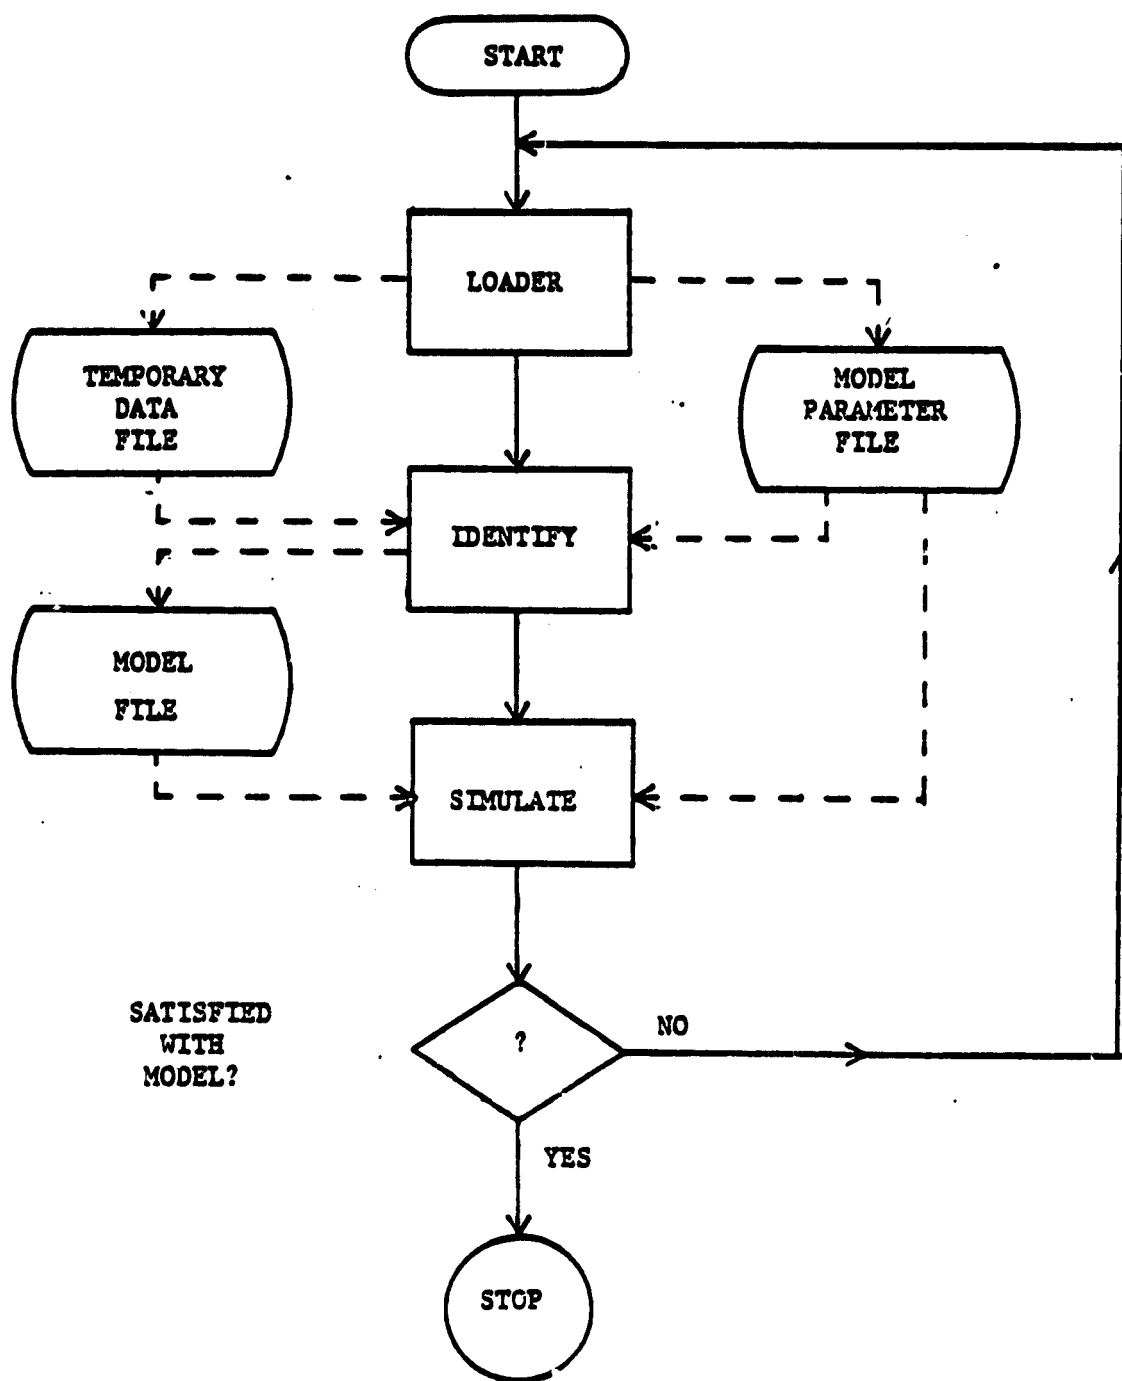 START
LOADER
TEMPORARY
DATA
FILE
MODEL
PARAMETER
FILE
IDENTIFY
MODEL
FILE
SIMULATE
SATISFIED
WITH
MODEL?
?
NO
YES
STOP